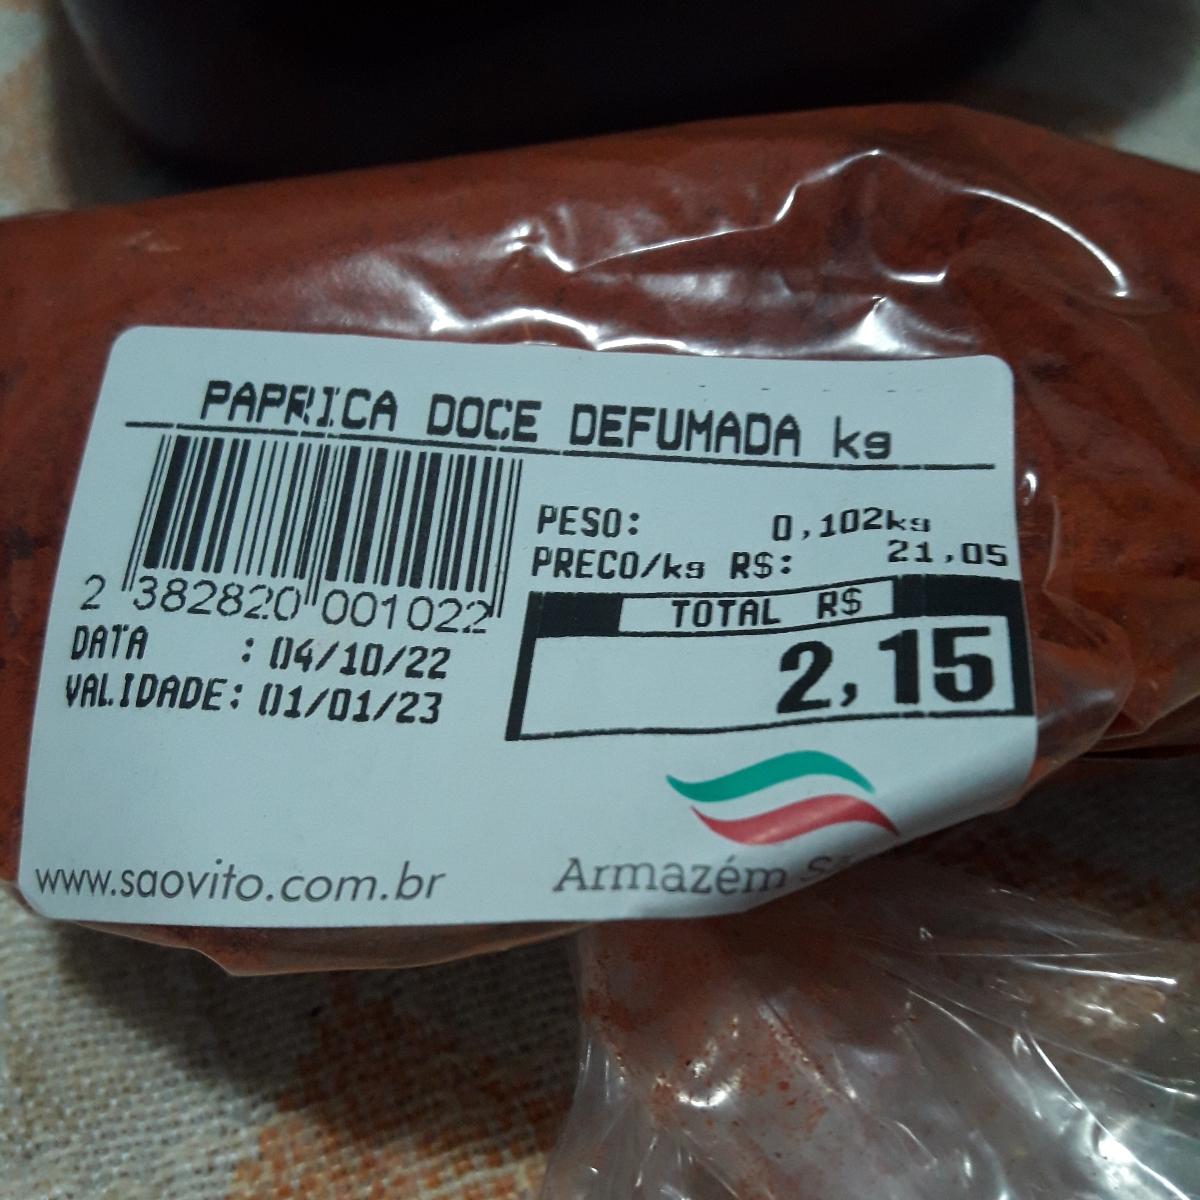 PAPRICA DOCE DEFUMADA kg
PESO: 0,102kg
PRECO/kg R$: 21,05
2 382820 001022
TOTAL R$
2,15
DATA : 04/10/22
VALIDADE: 01/01/23
www.saovito.com.br
Armazém